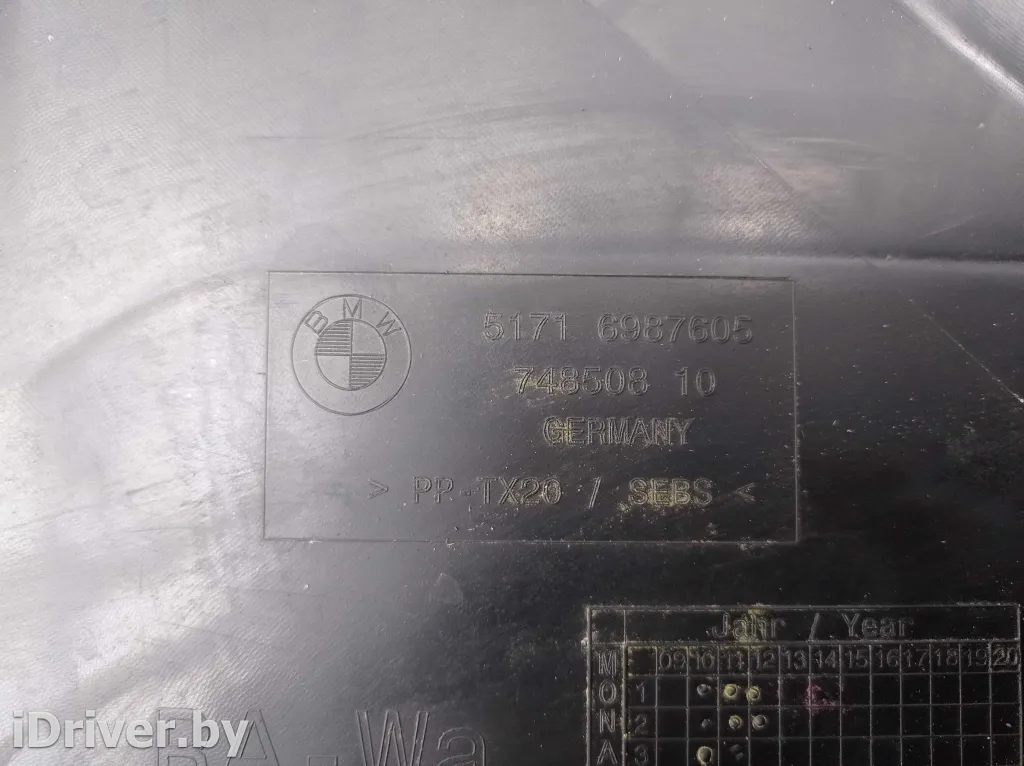 BMW
5171 6987605
748508 10
GERMANY
> PP-TX20 / SEBS <
Jahr / Year
09 10 11 12 13 14 15 16 17 18 19 20
M
O 1
N 2
A 3
iDriver.by